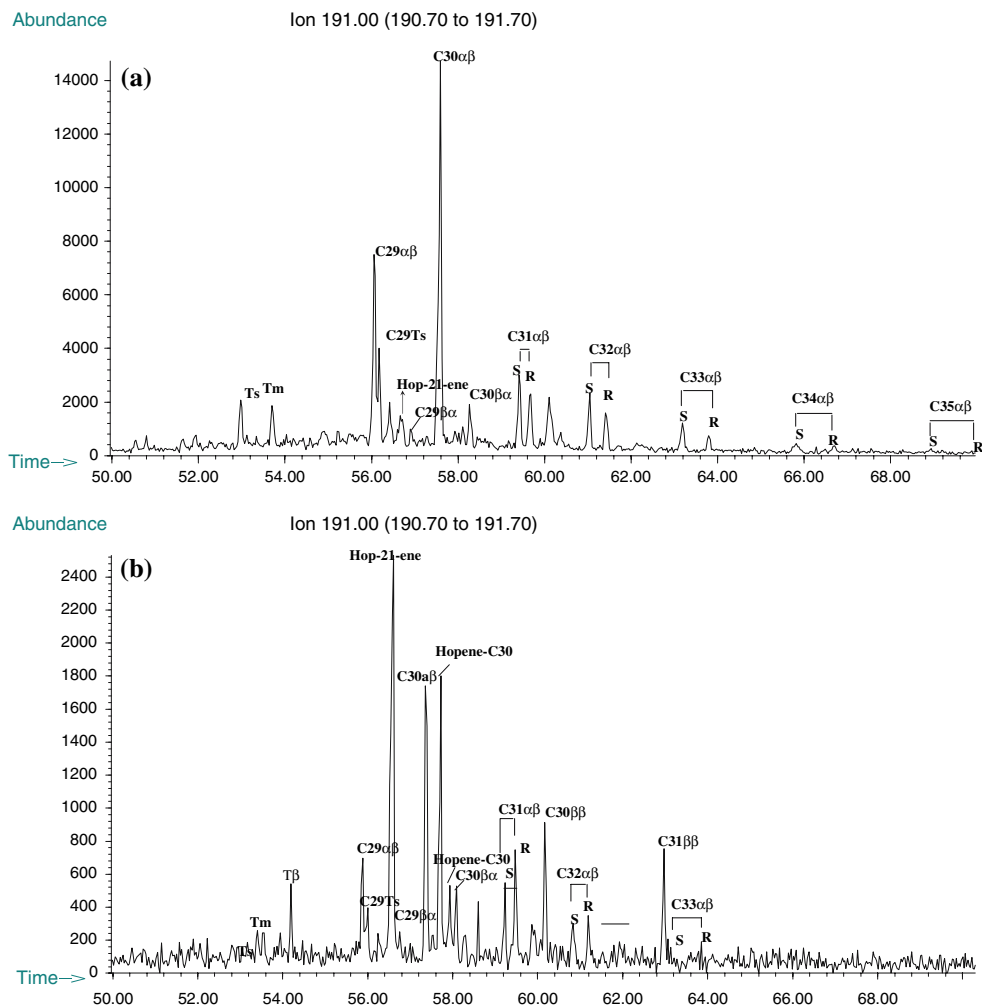 Abundance Ion 191.00 (190.70 to 191.70)
(a)
C30αβ
14000
12000
10000
8000
C29αβ
6000
C29Ts
4000
C31αβ
S R
C32αβ
S R
Hop-21-ene
C30βα
Ts Tm
C33αβ
S R
2000
C29βα
C34αβ
S R
C35αβ
S R
0
Time-->
50.00 52.00 54.00 56.00 58.00 60.00 62.00 64.00 66.00 68.00
Abundance Ion 191.00 (190.70 to 191.70)
(b)
Hop-21-ene
2400
2200
2000
Hopene-C30
1800
C30aβ
1600
1400
1200
1000
C31αβ
S R
C30ββ
800
C29αβ
Hopene-C30
C31ββ
600
Tβ
C30βα
C32αβ
S R
C29Ts
400
C29βα
C33αβ
S R
Tm
200
Ts
0
Time-->
50.00 52.00 54.00 56.00 58.00 60.00 62.00 64.00 66.00 68.00